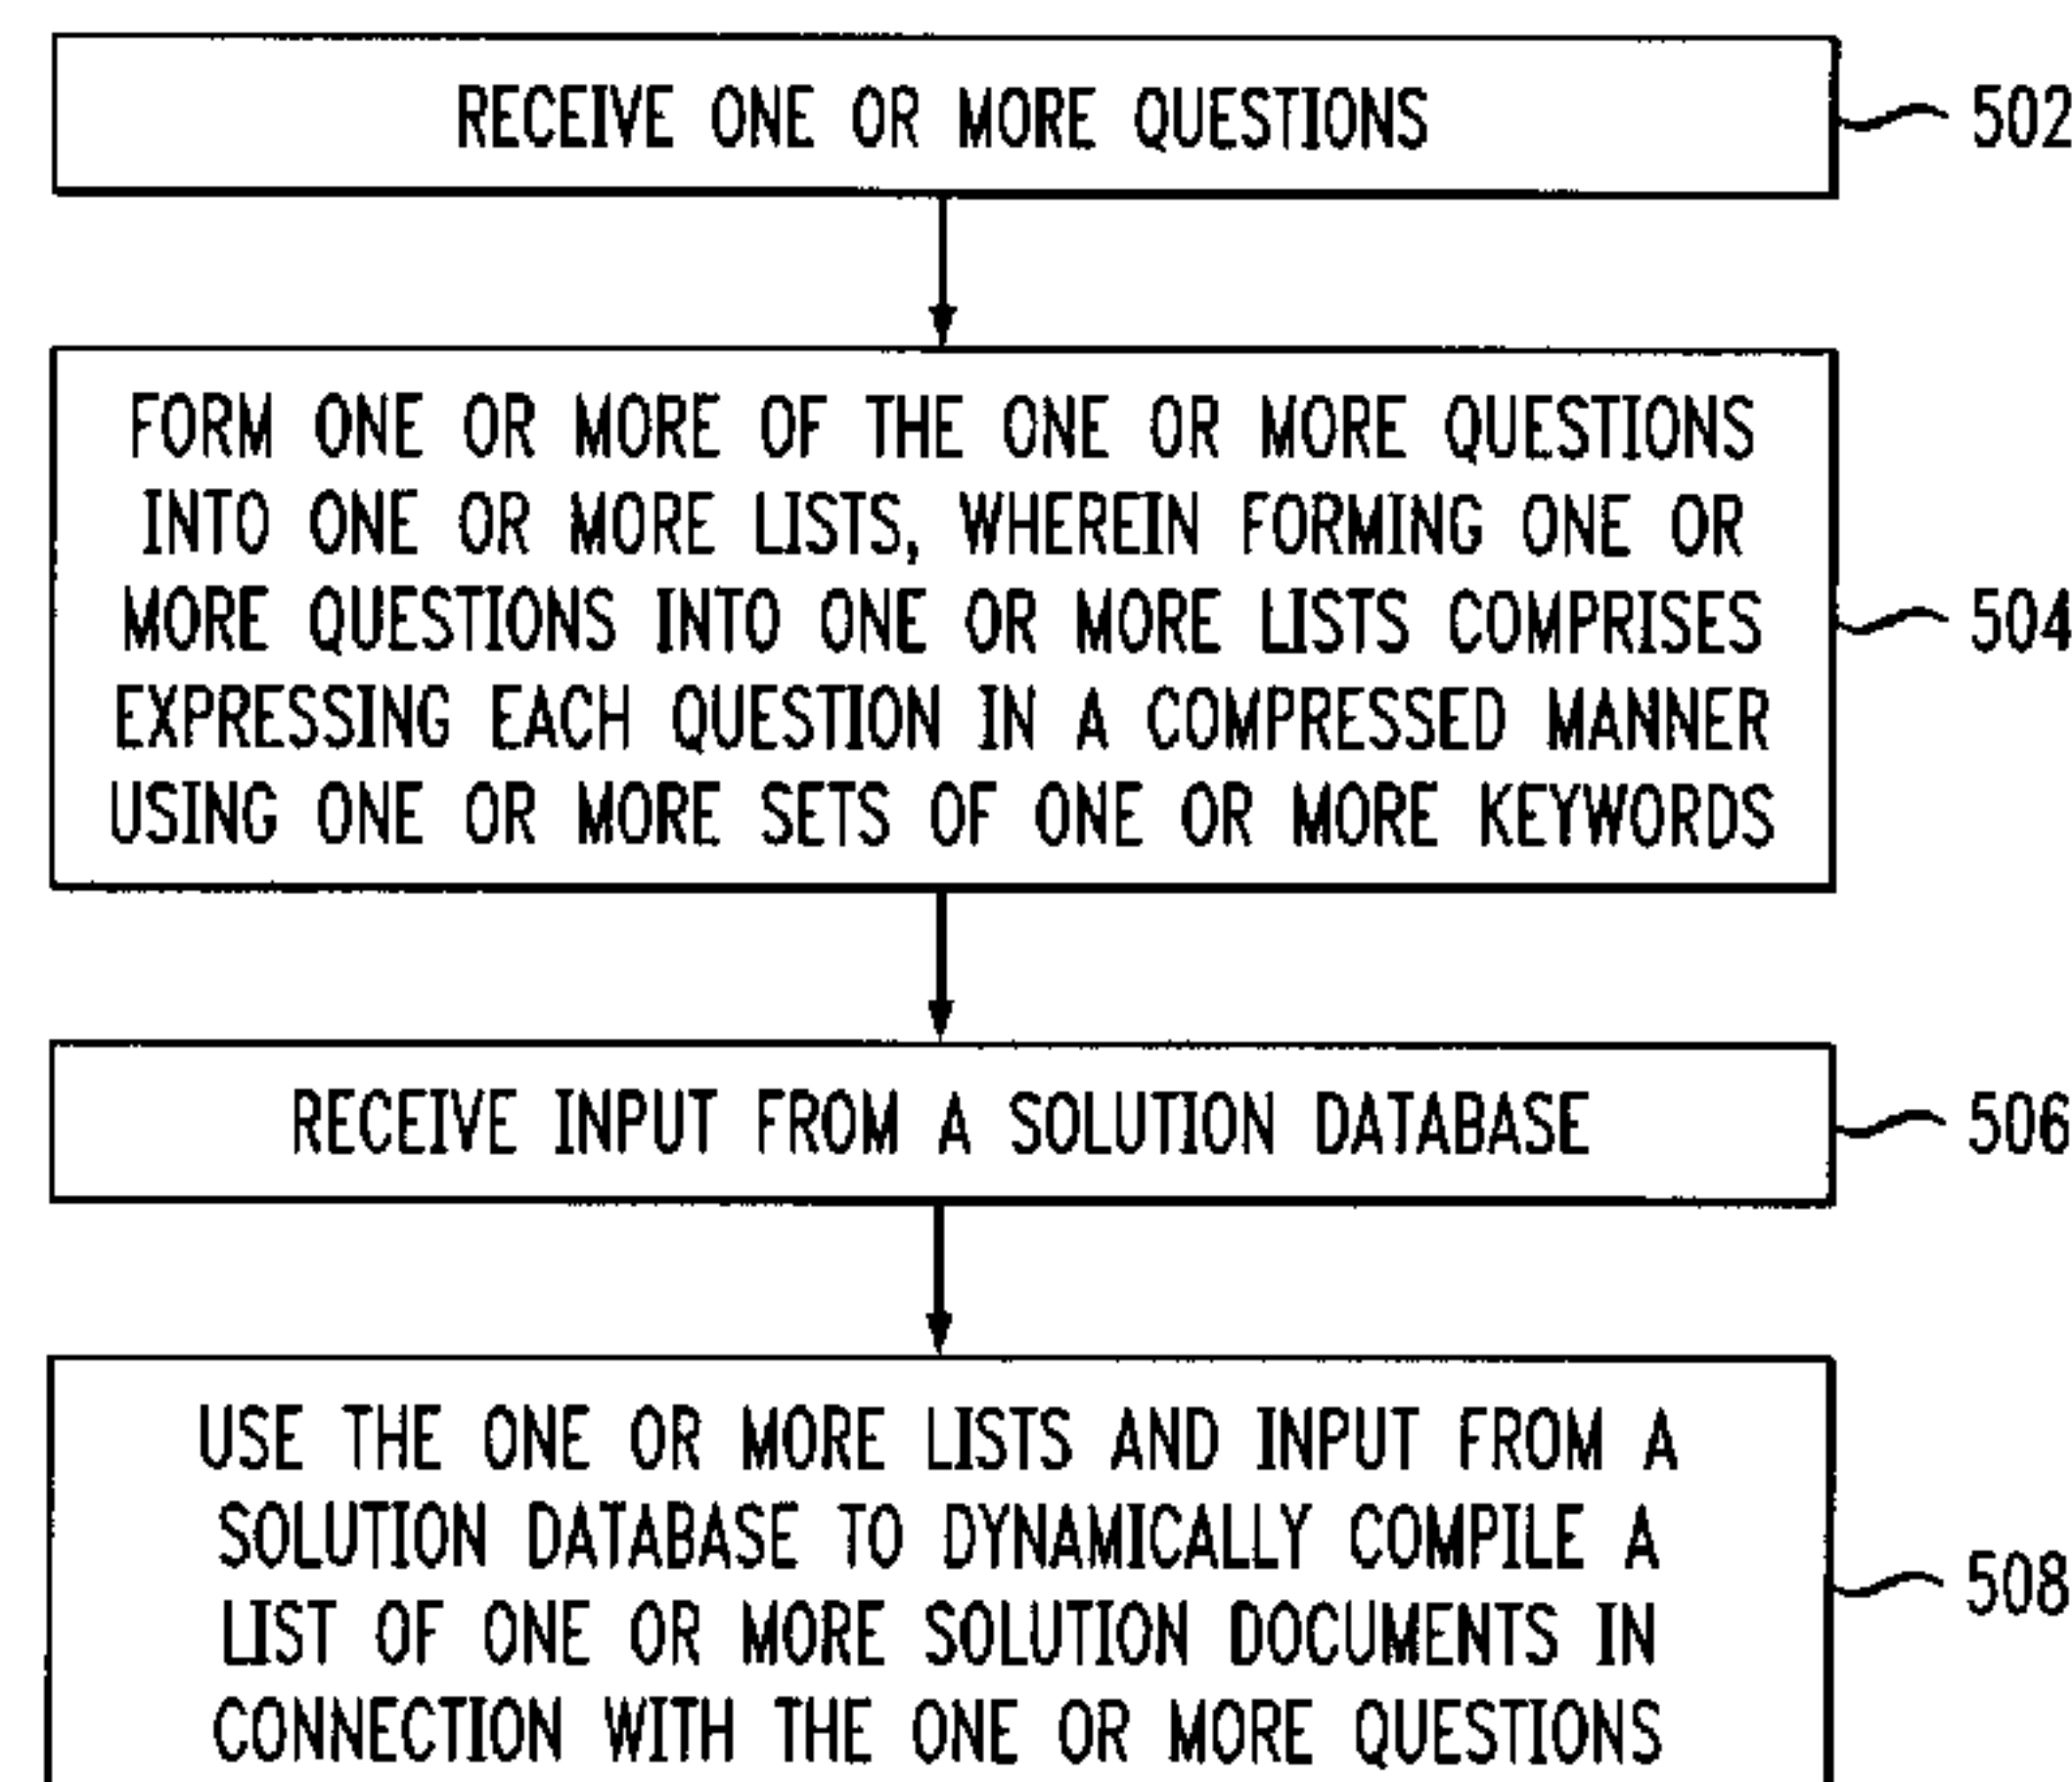 RECEIVE ONE OR MORE QUESTIONS
502
FORM ONE OR MORE OF THE ONE OR MORE QUESTIONS
INTO ONE OR MORE LISTS, WHEREIN FORMING ONE OR
MORE QUESTIONS INTO ONE OR MORE LISTS COMPRISES
EXPRESSING EACH QUESTION IN A COMPRESSED MANNER
USING ONE OR MORE SETS OF ONE OR MORE KEYWORDS
504
RECEIVE INPUT FROM A SOLUTION DATABASE
506
USE THE ONE OR MORE LISTS AND INPUT FROM A
SOLUTION DATABASE TO DYNAMICALLY COMPILE A
LIST OF ONE OR MORE SOLUTION DOCUMENTS IN
CONNECTION WITH THE ONE OR MORE QUESTIONS
508